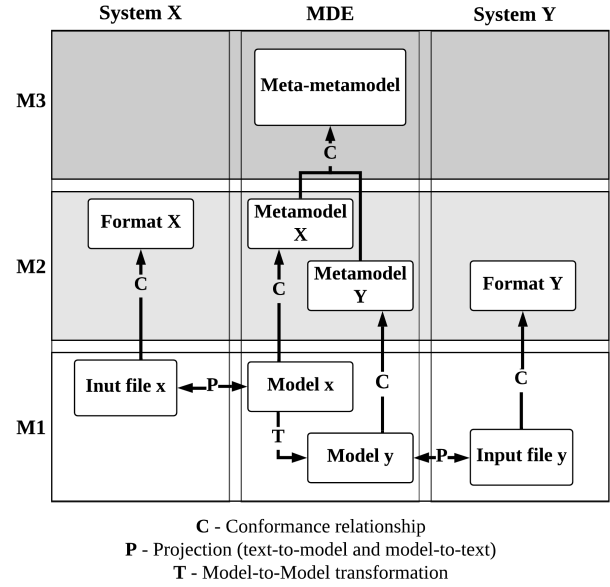 System X
MDE
System Y
M3
Meta-metamodel
C
M2
Format X
Metamodel
X
C
C
Metamodel
Y
Format Y
M1
Inut file x
P
Model x
C
C
T
Model y
P
Input file y
C - Conformance relationship
P - Projection (text-to-model and model-to-text)
T - Model-to-Model transformation